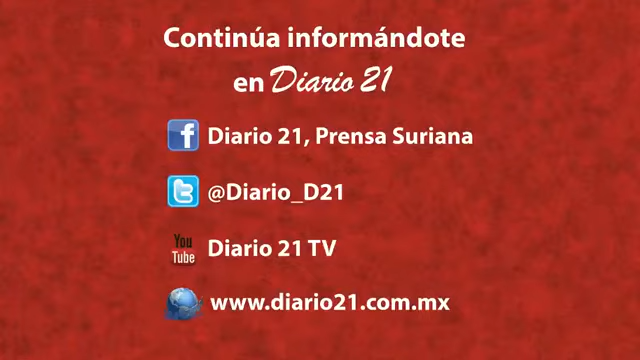 Continúa informándote
en Diario 21
f Diario 21, Prensa Suriana
t @Diario_D21
You
Tube Diario 21 TV
www.diario21.com.mx